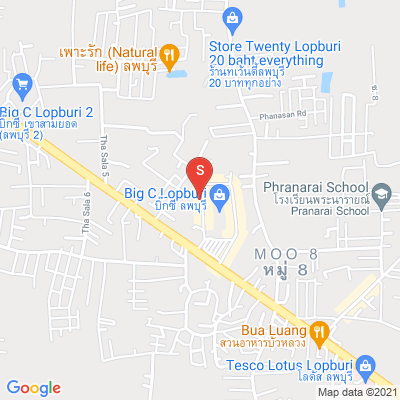 เพาะรัก (Natural
life) ลพบุรี
Store Twenty Lopburi
20 baht everything
ร้านทเว้นตี้ลพบุรี
20 บาททุกอย่าง
Big C Lopburi 2
บิ๊กซี เขาสามยอด
(ลพบุรี 2)
Phanasan Rd
ซ. 8
Tha Sala 5
Tha Sala 6
S
Big C Lopburi
บิ๊กซี ลพบุรี
Phranarai School
โรงเรียนพระนารายณ์
Pranarai School
MOO 8
หมู่ 8
Bua Luang
สวนอาหารบัวหลวง
Tesco Lotus Lopburi
โลตัส ลพบุรี
Google
Map data ©2021